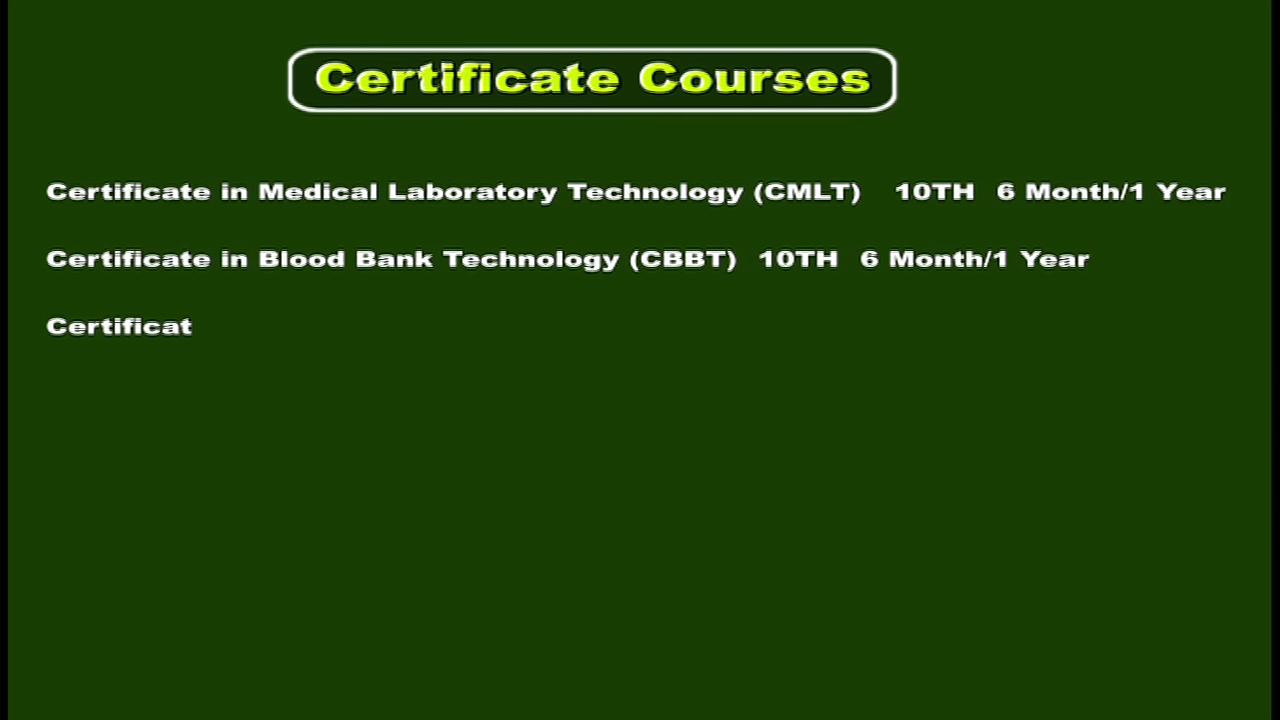 Certificate Courses
Certificate in Medical Laboratory Technology (CMLT) 10TH 6 Month/1 Year
Certificate in Blood Bank Technology (CBBT) 10TH 6 Month/1 Year
Certificat